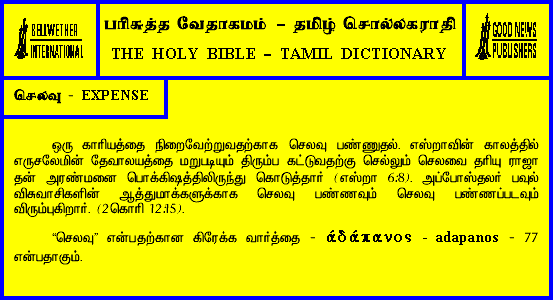 BELLWETHER
INTERNATIONAL
பரிசுத்த வேதாகமம் – தமிழ் சொல்லகராதி
THE HOLY BIBLE – TAMIL DICTIONARY
GOOD NEWS
PUBLISHERS
செலவு - EXPENSE
ஒரு காரியத்தை நிறைவேற்றுவதற்காக செலவு பண்ணுதல். எஸ்றாவின் காலத்தில்
எருசலேமின் தேவாலயத்தை மறுபடியும் திரும்ப கட்டுவதற்கு செல்லும் செலவை தரியு ராஜா
தன் அரண்மனை பொக்கிஷத்திலிருந்து கொடுத்தார் (எஸ்றா 6:8). அப்போஸ்தலர் பவுல்
விசுவாசிகளின் ஆத்துமாக்களுக்காக செலவு பண்ணவும் செலவு பண்ணப்படவும்
விரும்புகிறார். (2கொரி 12:15).
“செலவு” என்பதற்கான கிரேக்க வார்த்தை - άδάπανος - adapanos - 77
என்பதாகும்.